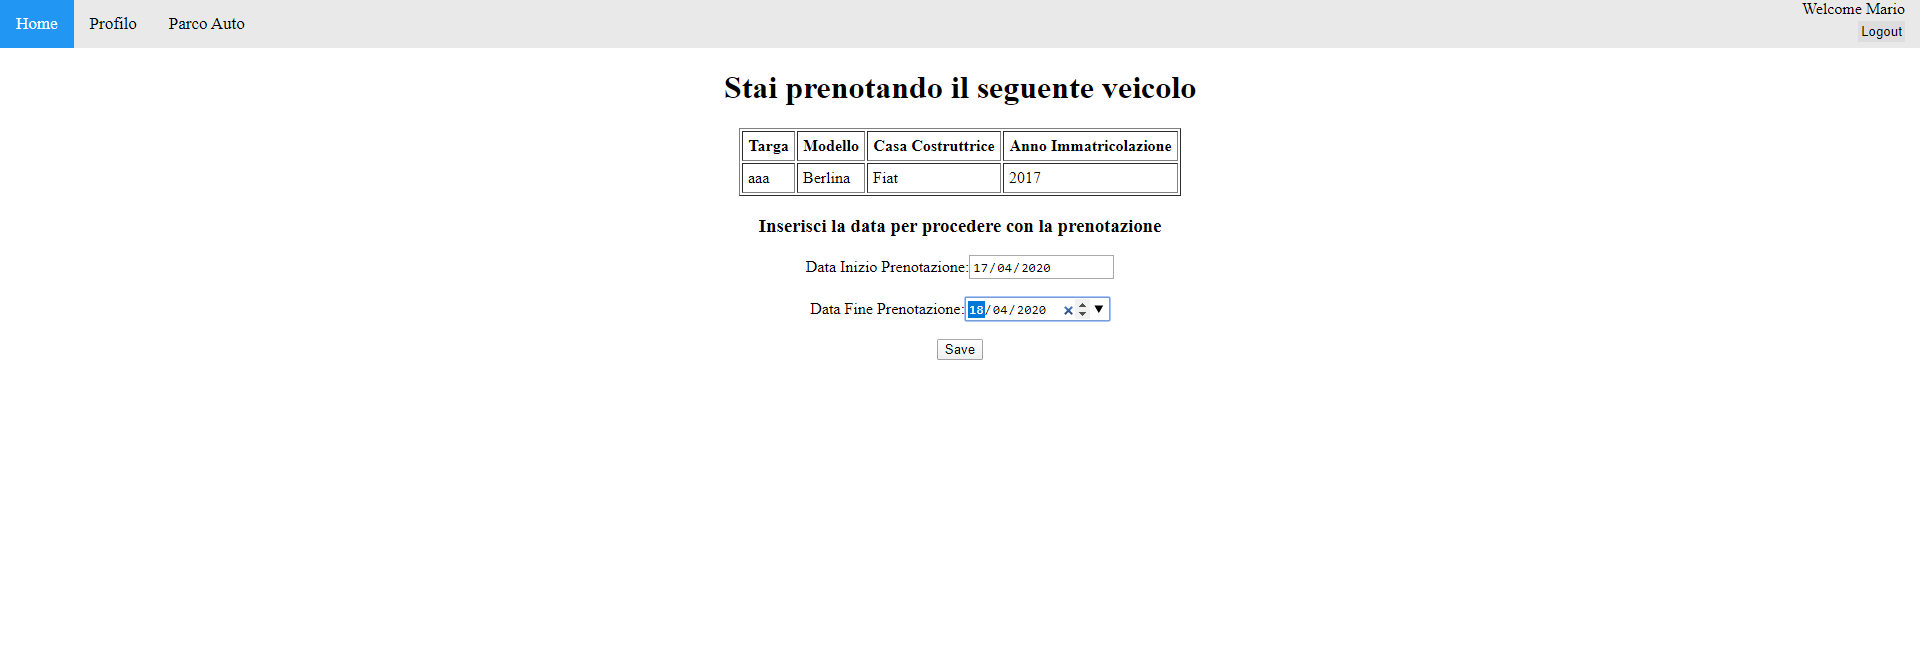 Home Profilo Parco Auto Welcome Mario
Logout
Stai prenotando il seguente veicolo
Targa Modello Casa Costruttrice Anno Immatricolazione
aaa Berlina Fiat 2017
Inserisci la data per procedere con la prenotazione
Data Inizio Prenotazione: 17/04/2020
Data Fine Prenotazione: 18/04/2020
Save